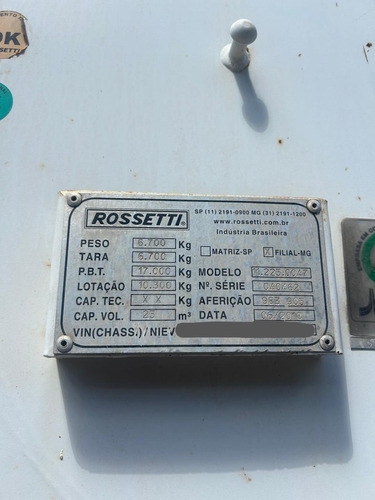 OK
ROSSETTI
ROSSETTI
SP (11) 2191-0900 MG (31) 2191-1200
www.rossetti.com.br
Indústria Brasileira
PESO 6.700 Kg
TARA 6.700 Kg MATRIZ-SP X FILIAL-MG
P.B.T. 17.000 Kg MODELO
LOTAÇÃO 10.300 Kg Nº. SÉRIE
CAP. TEC. X X Kg AFERIÇÃO
CAP. VOL. 25 m³ DATA
VIN(CHASS.)/NIEV